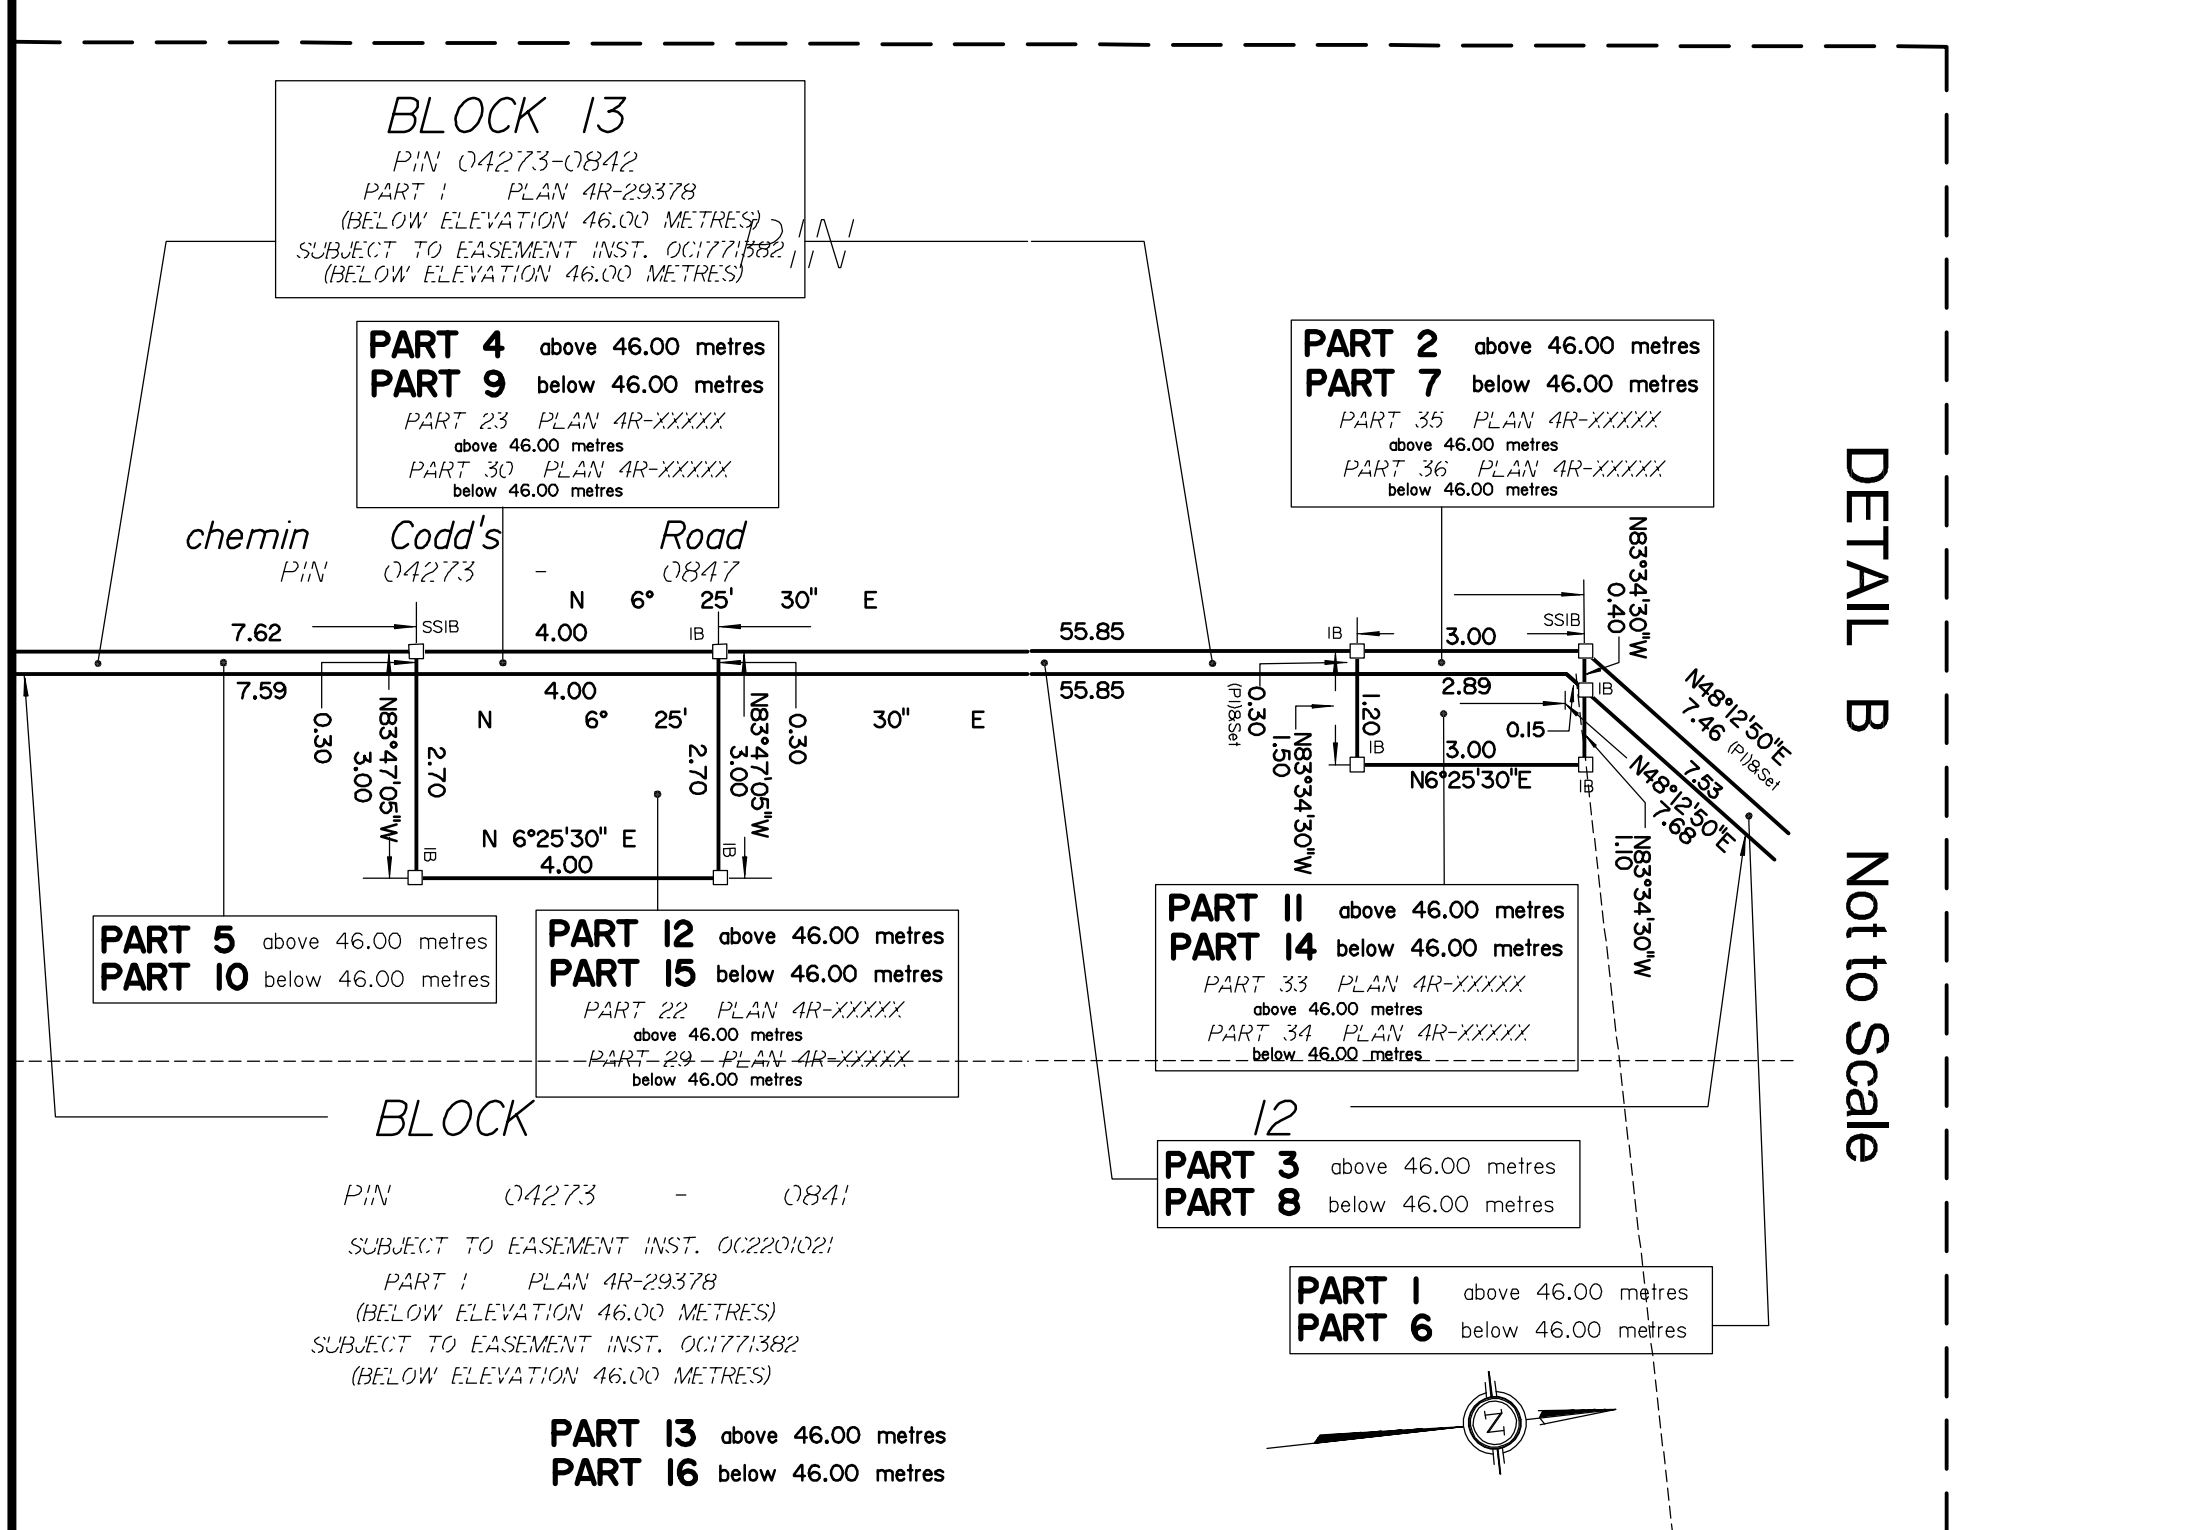 BLOCK 13
PIN 04273-0842
PART 1 PLAN 4R-29378
(BELOW ELEVATION 46.00 METRES)
SUBJECT TO EASEMENT INST. OC1771382
(BELOW ELEVATION 46.00 METRES)
PIN
PART 4 above 46.00 metres
PART 9 below 46.00 metres
PART 23 PLAN 4R-XXXXX
above 46.00 metres
PART 30 PLAN 4R-XXXXX
below 46.00 metres
PART 2 above 46.00 metres
PART 7 below 46.00 metres
PART 35 PLAN 4R-XXXXX
above 46.00 metres
PART 36 PLAN 4R-XXXXX
below 46.00 metres
DETAIL B Not to Scale
chemin Codd's Road
PIN 04273 - 0847
N 6° 25' 30" E
7.62
SSIB
4.00
IB
55.85
IB
3.00
SSIB
N83°34'30"W
0.40
7.59
4.00
55.85
2.89
IB
N 6° 25' 30" E
0.30
N83°47'05"W
3.00
2.70
2.70
N83°47'05"W
3.00
0.30
0.30
(P1)&Set
N83°34'30"W
1.50
1.20
IB
0.15
3.00
N6°25'30"E
IB
N48°12'50"E
7.46 (P1)&Set
7.53
N48°12'50"E
7.68
N83°34'30"W
1.10
N 6°25'30" E
4.00
IB
IB
PART 5 above 46.00 metres
PART 10 below 46.00 metres
PART 12 above 46.00 metres
PART 15 below 46.00 metres
PART 22 PLAN 4R-XXXXX
above 46.00 metres
PART 29 PLAN 4R-XXXXX
below 46.00 metres
PART 11 above 46.00 metres
PART 14 below 46.00 metres
PART 33 PLAN 4R-XXXXX
above 46.00 metres
PART 34 PLAN 4R-XXXXX
below 46.00 metres
BLOCK 12
PIN 04273 - 0841
SUBJECT TO EASEMENT INST. OC2201021
PART 1 PLAN 4R-29378
(BELOW ELEVATION 46.00 METRES)
SUBJECT TO EASEMENT INST. OC1771382
(BELOW ELEVATION 46.00 METRES)
PART 3 above 46.00 metres
PART 8 below 46.00 metres
PART 1 above 46.00 metres
PART 6 below 46.00 metres
PART 13 above 46.00 metres
PART 16 below 46.00 metres
N